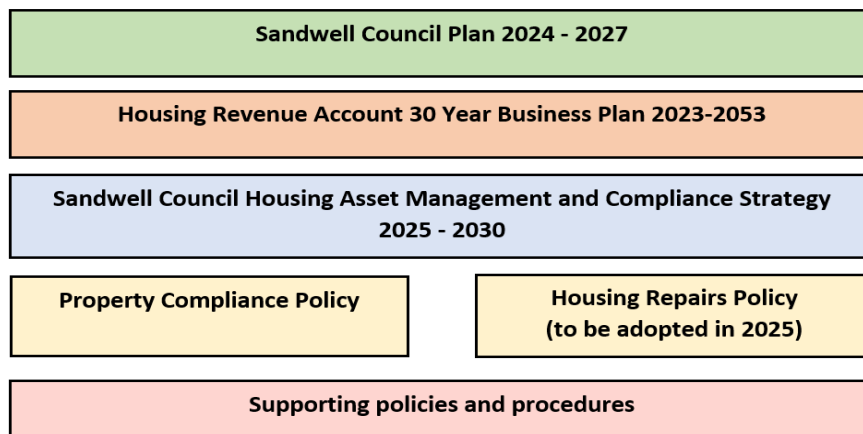 Sandwell Council Plan 2024 - 2027
Housing Revenue Account 30 Year Business Plan 2023-2053
Sandwell Council Housing Asset Management and Compliance Strategy
2025 - 2030
Property Compliance Policy
Housing Repairs Policy
(to be adopted in 2025)
Supporting policies and procedures